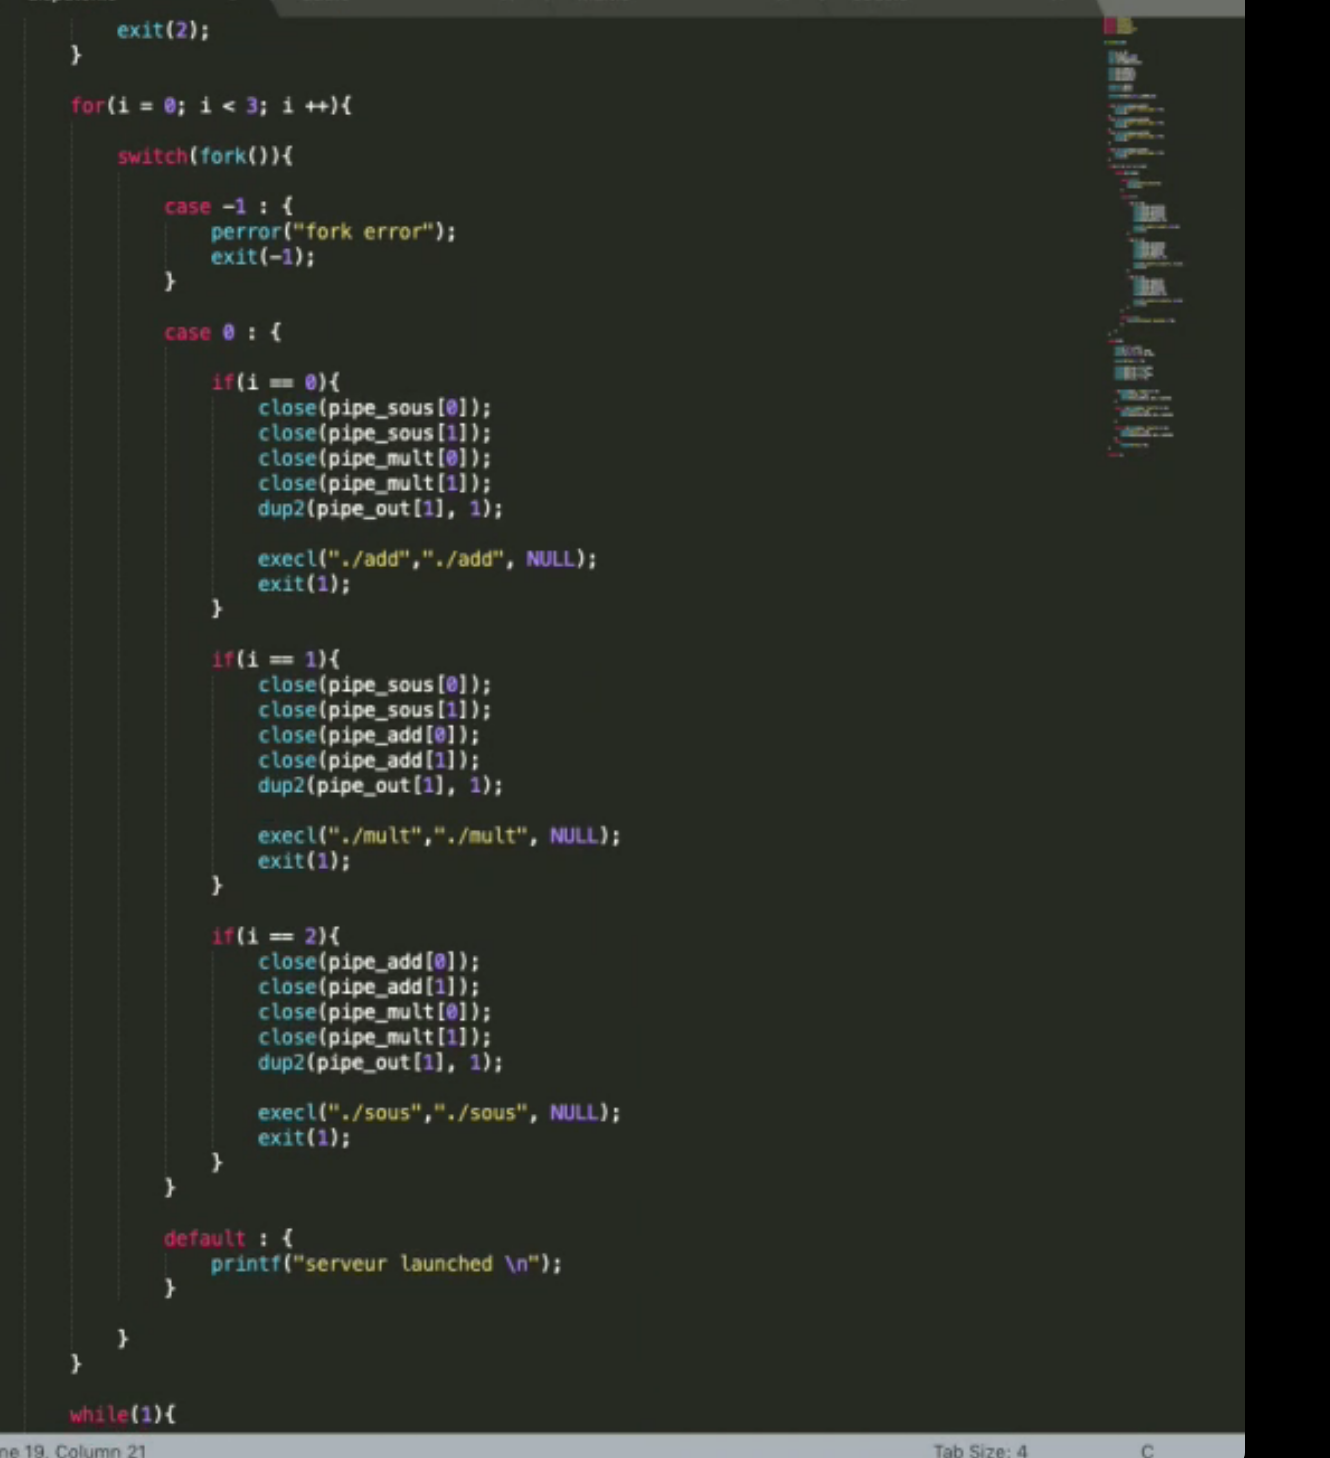 exit(2);
}
for(i = 0; i < 3; i ++){
switch(fork()){
case -1 : {
perror("fork error");
exit(-1);
}
case 0 : {
if(i == 0){
close(pipe_sous[0]);
close(pipe_sous[1]);
close(pipe_mult[0]);
close(pipe_mult[1]);
dup2(pipe_out[1], 1);
execl("./add","./add", NULL);
exit(1);
}
if(i == 1){
close(pipe_sous[0]);
close(pipe_sous[1]);
close(pipe_add[0]);
close(pipe_add[1]);
dup2(pipe_out[1], 1);
execl("./mult","./mult", NULL);
exit(1);
}
if(i == 2){
close(pipe_add[0]);
close(pipe_add[1]);
close(pipe_mult[0]);
close(pipe_mult[1]);
dup2(pipe_out[1], 1);
execl("./sous","./sous", NULL);
exit(1);
}
}
default : {
printf("serveur launched \n");
}
}
}
while(1){
ne 19, Column 21
Tab Size: 4
C